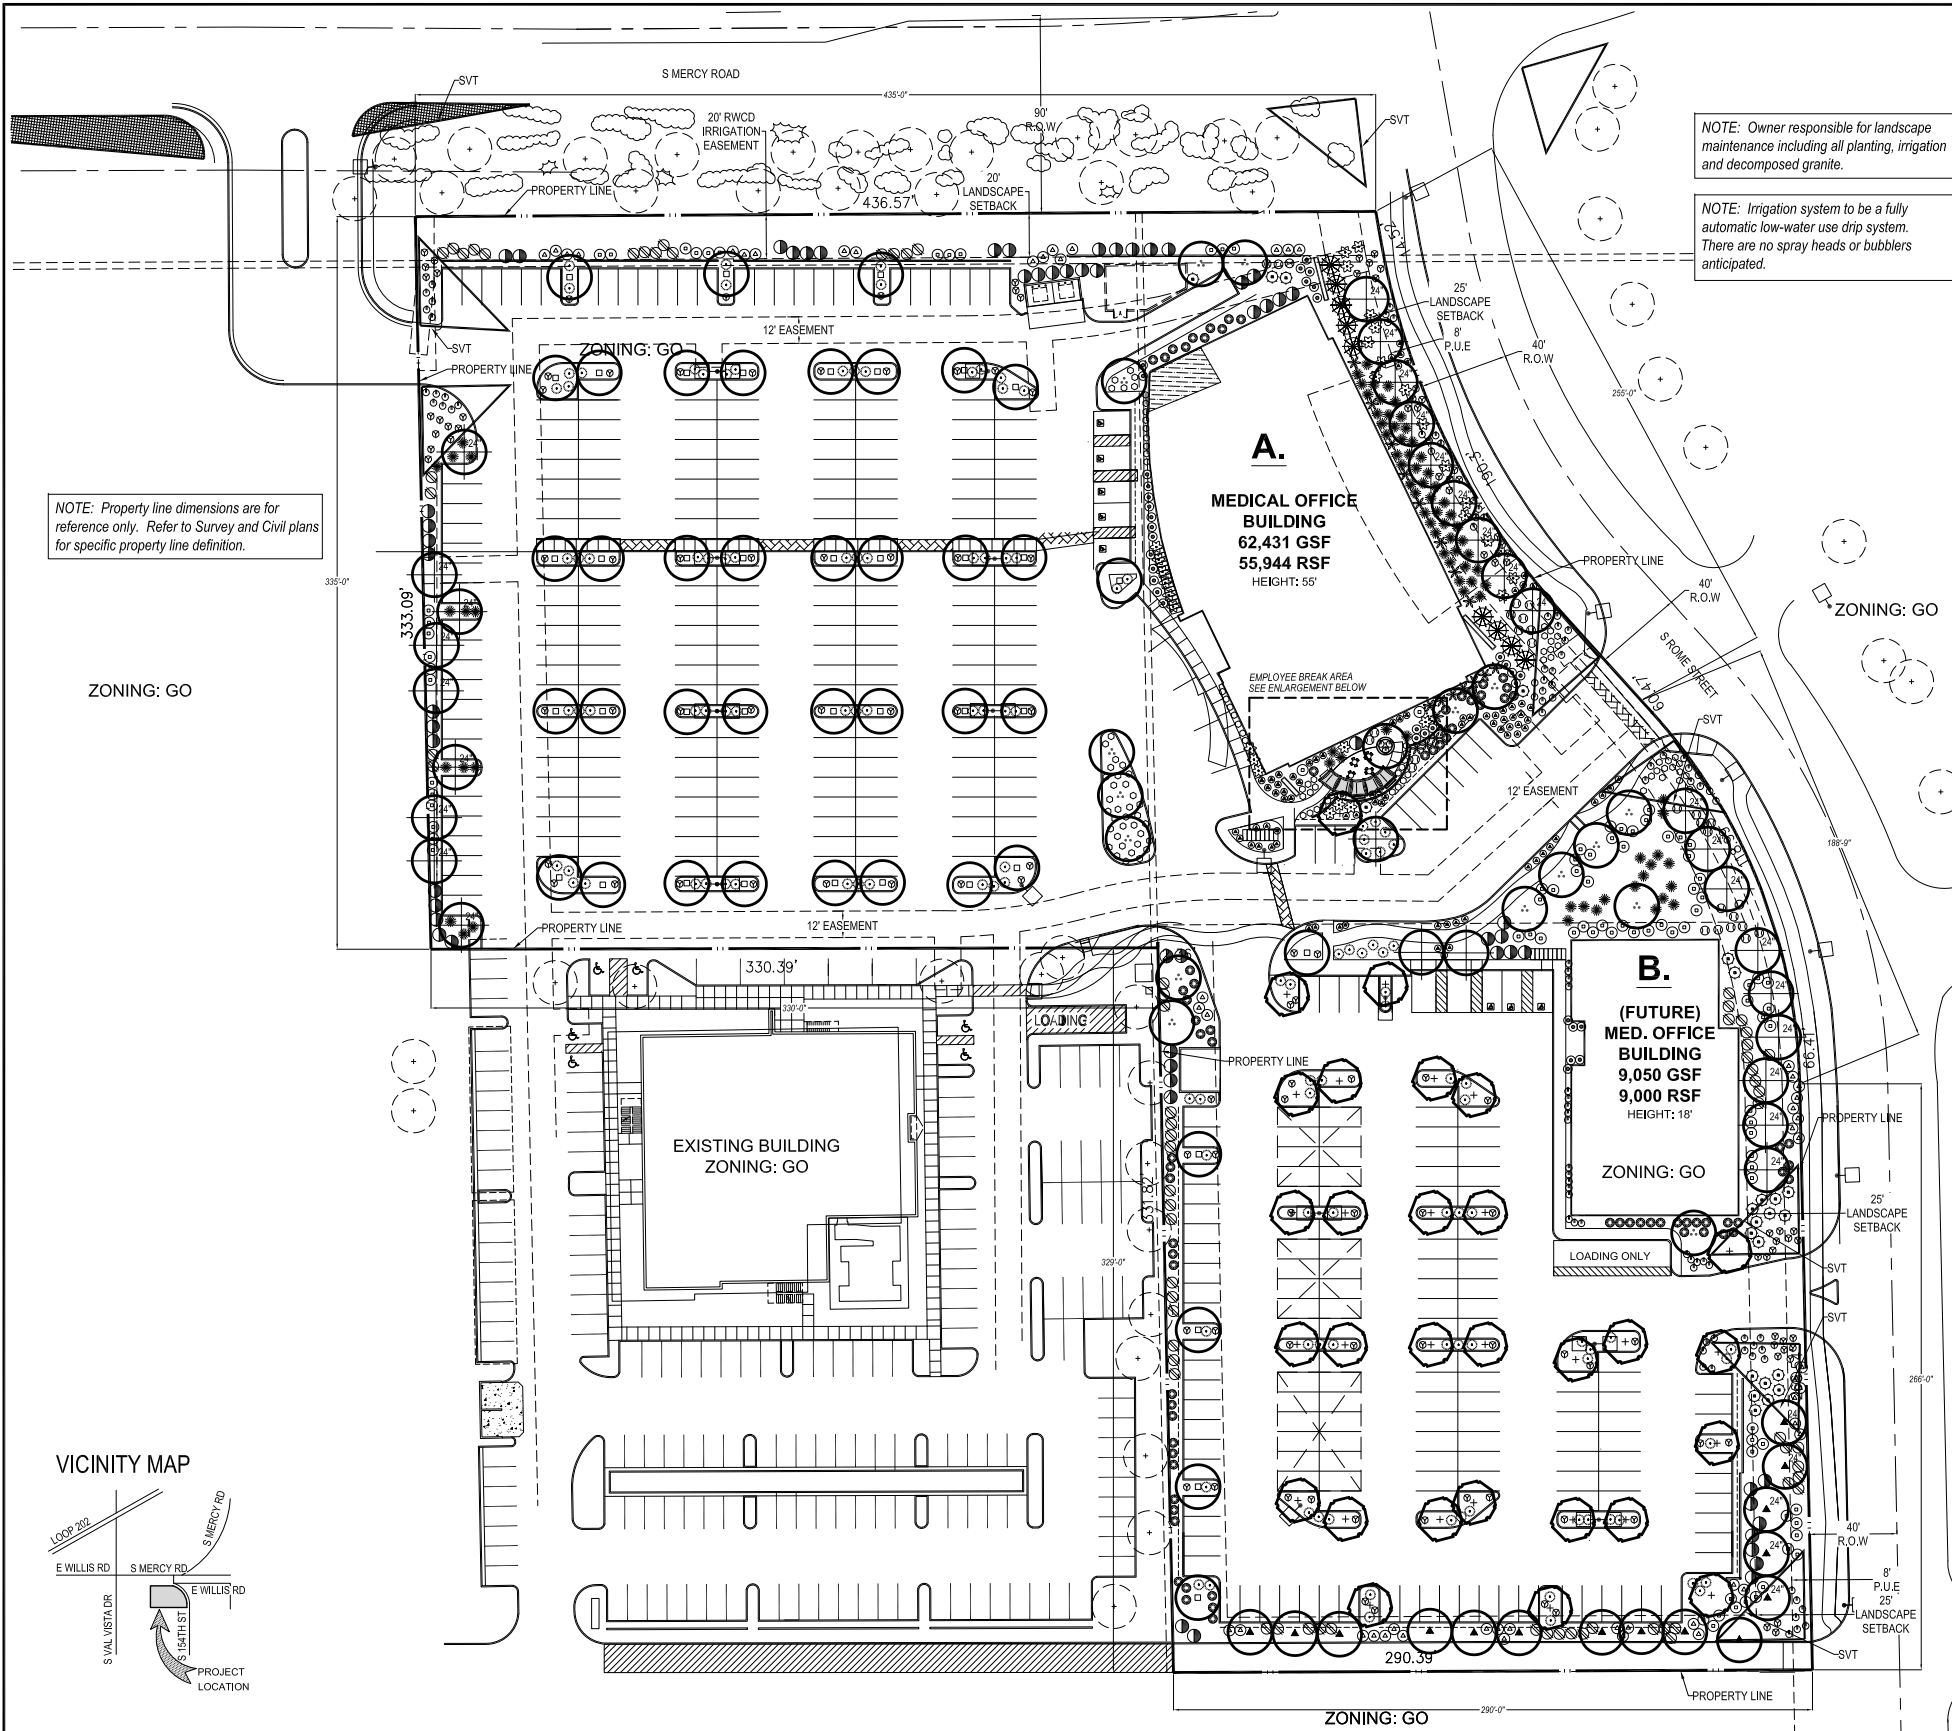 S MERCY ROAD
SVT
435'-0"
20' RWCD
IRRIGATION
EASEMENT
90'
R.O.W
SVT
20'
LANDSCAPE
SETBACK
PROPERTY LINE
436.57'
NOTE: Owner responsible for landscape
maintenance including all planting, irrigation
and decomposed granite.
NOTE: Irrigation system to be a fully
automatic low-water use drip system.
There are no spray heads or bubblers
anticipated.
25'
LANDSCAPE
SETBACK
8'
P.U.E
40'
R.O.W
12' EASEMENT
ZONING: GO
SVT
PROPERTY LINE
255'-0"
A.
MEDICAL OFFICE
BUILDING
62,431 GSF
55,944 RSF
HEIGHT: 55'
190.3'
NOTE: Property line dimensions are for
reference only. Refer to Survey and Civil plans
for specific property line definition.
335'-0"
333.09'
PROPERTY LINE
40'
R.O.W
ZONING: GO
S ROME STREET
60.47'
ZONING: GO
EMPLOYEE BREAK AREA
SEE ENLARGEMENT BELOW
SVT
12' EASEMENT
188'-9"
PROPERTY LINE
12' EASEMENT
330.39'
330'-0"
LOADING
B.
(FUTURE)
MED. OFFICE
BUILDING
9,050 GSF
9,000 RSF
HEIGHT: 18'
ZONING: GO
66.41'
PROPERTY LINE
PROPERTY LINE
EXISTING BUILDING
ZONING: GO
331.82'
329'-0"
25'
LANDSCAPE
SETBACK
LOADING ONLY
SVT
SVT
266'-0"
VICINITY MAP
LOOP 202
S MERCY RD
E WILLIS RD
S MERCY RD
E WILLIS RD
S VAL VISTA DR
S 154TH ST
PROJECT
LOCATION
40'
R.O.W
8'
P.U.E
25'
LANDSCAPE
SETBACK
SVT
290.39
PROPERTY LINE
290'-0"
ZONING: GO